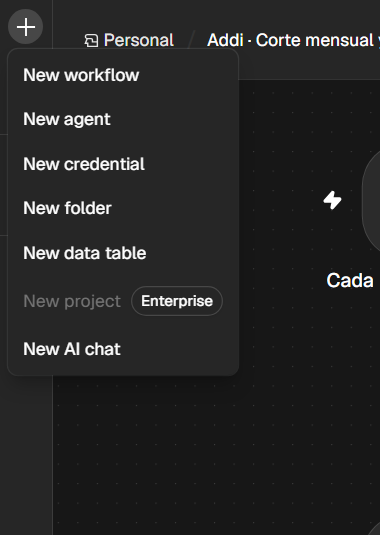 Personal / Addi · Corte mensual
New workflow
New agent
New credential
New folder
New data table
New project Enterprise
New AI chat
Cada